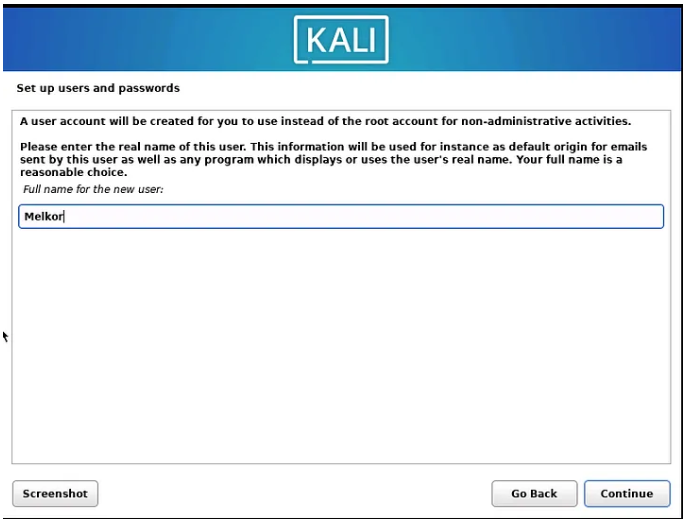 KALI
Set up users and passwords
A user account will be created for you to use instead of the root account for non-administrative activities.
Please enter the real name of this user. This information will be used for instance as default origin for emails
sent by this user as well as any program which displays or uses the user's real name. Your full name is a
reasonable choice.
Full name for the new user:
Melkor
Screenshot
Go Back
Continue